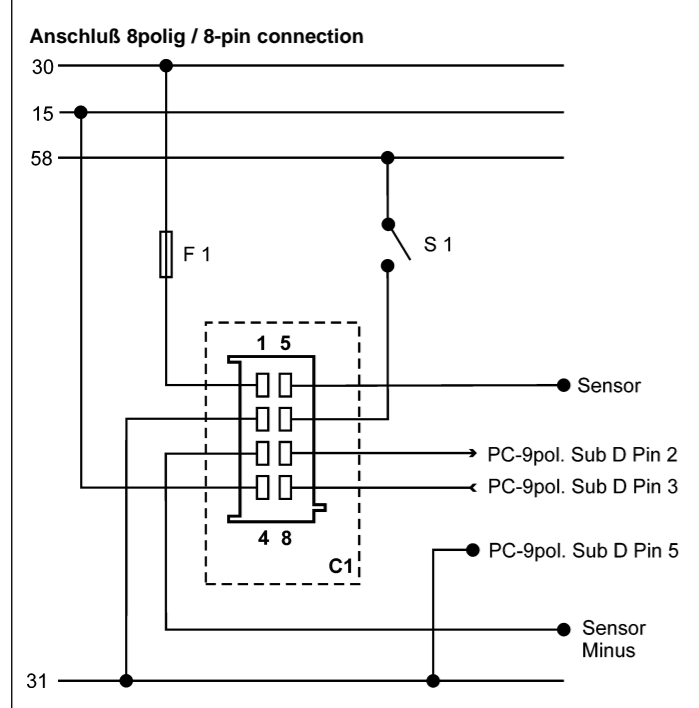 Anschluß 8polig / 8-pin connection
30
15
58
F 1
S 1
1 5
Sensor
PC-9pol. Sub D Pin 2
PC-9pol. Sub D Pin 3
4 8
C1
PC-9pol. Sub D Pin 5
Sensor
Minus
31